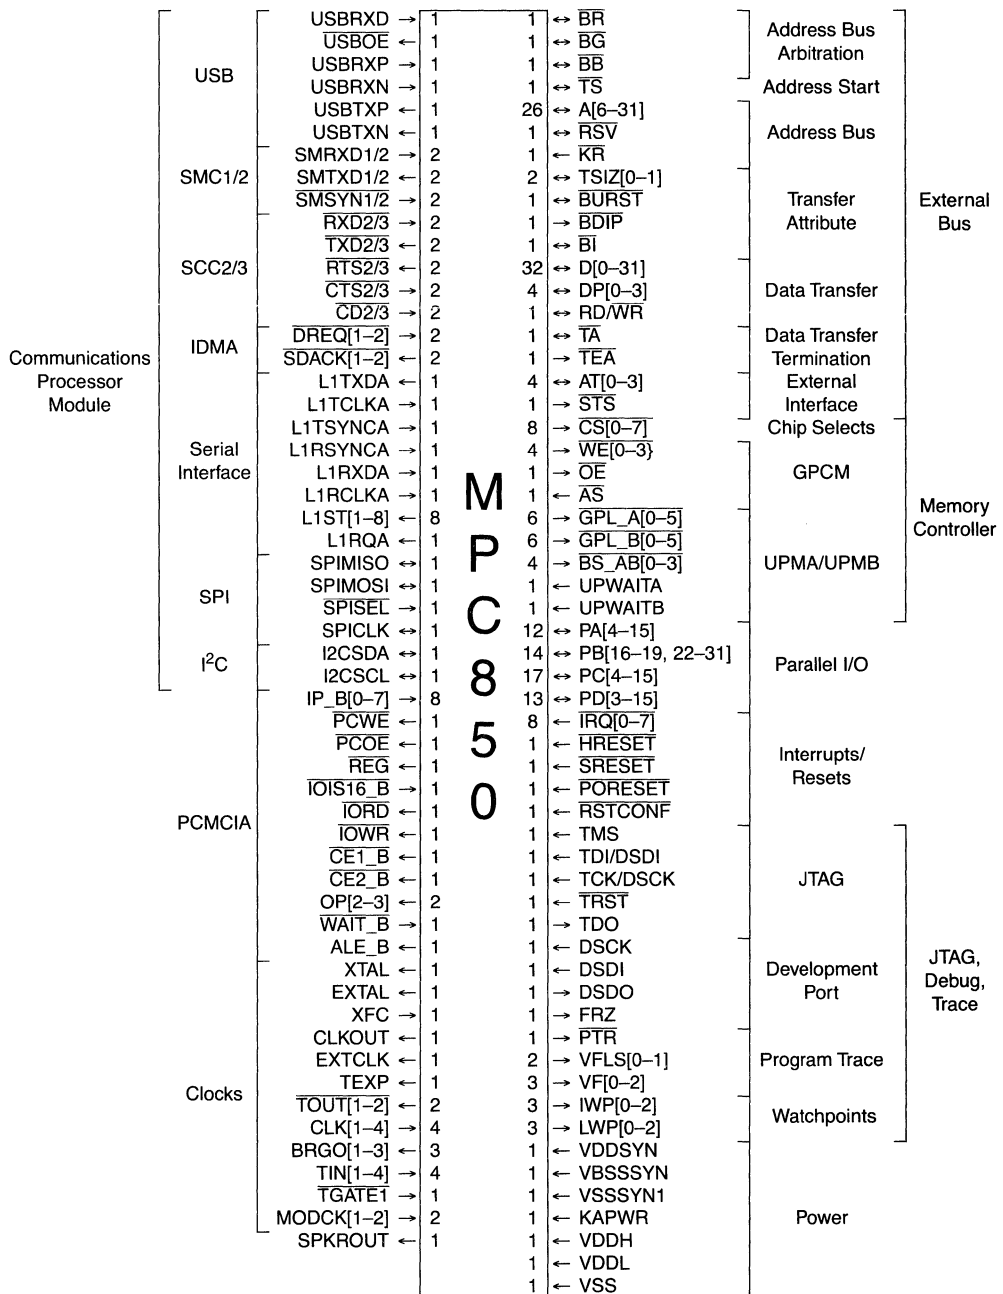 Communications
Processor
Module
USB
SMC1/2
SCC2/3
IDMA
Serial
Interface
SPI
I²C
PCMCIA
Clocks
USBRXD → 1
USBOE ← 1
USBRXP → 1
USBRXN → 1
USBTXP ← 1
USBTXN ← 1
SMRXD1/2 → 2
SMTXD1/2 ← 2
SMSYN1/2 → 2
RXD2/3 → 2
TXD2/3 ← 2
RTS2/3 ← 2
CTS2/3 → 2
CD2/3 → 2
DREQ[1–2] → 2
SDACK[1–2] ← 2
L1TXDA ← 1
L1TCLKA → 1
L1TSYNCA → 1
L1RSYNCA → 1
L1RXDA → 1
L1RCLKA → 1
L1ST[1–8] ← 8
L1RQA ← 1
SPIMISO ↔ 1
SPIMOSI ↔ 1
SPISEL → 1
SPICLK ↔ 1
I2CSDA ↔ 1
I2CSCL ↔ 1
IP_B[0–7] → 8
PCWE ← 1
PCOE ← 1
REG ← 1
IOIS16_B → 1
IORD ← 1
IOWR ← 1
CE1_B ← 1
CE2_B ← 1
OP[2–3] ← 2
WAIT_B → 1
ALE_B ← 1
XTAL ← 1
EXTAL ← 1
XFC ← 1
CLKOUT ← 1
EXTCLK ← 1
TEXP ← 1
TOUT[1–2] ← 2
CLK[1–4] → 4
BRGO[1–3] ← 3
TIN[1–4] → 4
TGATE1 → 1
MODCK[1–2] → 2
SPKROUT ← 1
M
P
C
8
5
0
1 ↔ BR
1 ↔ BG
1 ↔ BB
1 ↔ TS
26 ↔ A[6–31]
1 ↔ RSV
1 ← KR
2 ↔ TSIZ[0–1]
1 ↔ BURST
1 → BDIP
1 ↔ BI
32 ↔ D[0–31]
4 ↔ DP[0–3]
1 ↔ RD/WR
1 ↔ TA
1 → TEA
4 ↔ AT[0–3]
1 → STS
8 → CS[0–7]
4 → WE[0–3}
1 → OE
1 ← AS
6 → GPL_A[0–5]
6 → GPL_B[0–5]
4 → BS_AB[0–3]
1 ← UPWAITA
1 ← UPWAITB
12 ↔ PA[4–15]
14 ↔ PB[16–19, 22–31]
17 ↔ PC[4–15]
13 ↔ PD[3–15]
8 ← IRQ[0–7]
1 ← HRESET
1 ← SRESET
1 ← PORESET
1 ← RSTCONF
1 ← TMS
1 ← TDI/DSDI
1 ← TCK/DSCK
1 ← TRST
1 → TDO
1 ← DSCK
1 ← DSDI
1 → DSDO
1 → FRZ
1 → PTR
2 → VFLS[0–1]
3 → VF[0–2]
3 → IWP[0–2]
3 → LWP[0–2]
1 ← VDDSYN
1 ← VBSSSYN
1 ← VSSSYN1
1 ← KAPWR
1 ← VDDH
1 ← VDDL
1 ← VSS
Address Bus
Arbitration
Address Start
Address Bus
Transfer
Attribute
Data Transfer
Data Transfer
Termination
External
Interface
Chip Selects
GPCM
UPMA/UPMB
Parallel I/O
Interrupts/
Resets
JTAG
Development
Port
Program Trace
Watchpoints
Power
External
Bus
Memory
Controller
JTAG,
Debug,
Trace